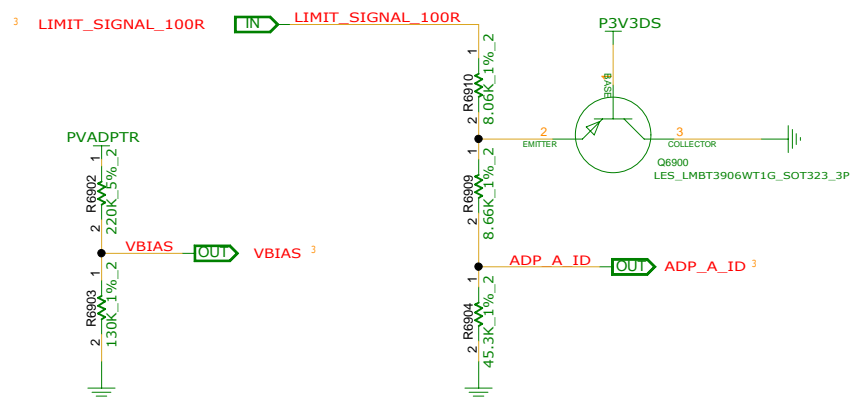 3 LIMIT_SIGNAL_100R IN LIMIT_SIGNAL_100R
P3V3DS
1
R6910
8.06K_1%_2
2
BASE
2
EMITTER
3
COLLECTOR
Q6900
LES_LMBT3906WT1G_SOT323_3P
PVADPTR
1
R6902
220K_5%_2
2
1
R6909
8.66K_1%_2
2
VBIAS OUT VBIAS 3
ADP_A_ID OUT ADP_A_ID 3
1
R6903
130K_1%_2
2
1
R6904
45.3K_1%_2
2